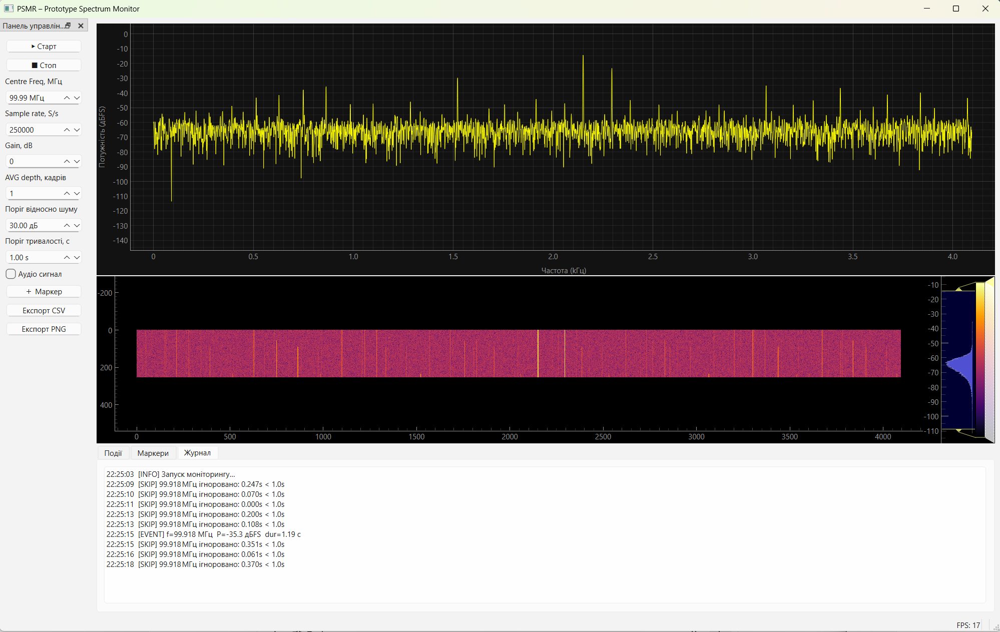 PSMR – Prototype Spectrum Monitor
Панель управлін...
Старт
Стоп
Centre Freq, МГц
99.99 МГц
Sample rate, S/s
250000
Gain, dB
0
AVG depth, кадрів
1
Поріг відносно шуму
30.00 дБ
Поріг тривалості, с
1.00 s
Аудіо сигнал
+ Маркер
Експорт CSV
Експорт PNG
Потужність (дБFS)
0
-10
-20
-30
-40
-50
-60
-70
-80
-90
-100
-110
-120
-130
-140
0 0.5 1.0 1.5 2.0 2.5 3.0 3.5 4.0
Частота (кГц)
-200
0
200
400
0 500 1000 1500 2000 2500 3000 3500 4000
-10
-20
-30
-40
-50
-60
-70
-80
-90
-100
-110
Події Маркери Журнал
22:25:03 [INFO] Запуск моніторингу...
22:25:09 [SKIP] 99.918 МГц ігноровано: 0.247s < 1.0s
22:25:10 [SKIP] 99.918 МГц ігноровано: 0.070s < 1.0s
22:25:11 [SKIP] 99.918 МГц ігноровано: 0.000s < 1.0s
22:25:13 [SKIP] 99.918 МГц ігноровано: 0.200s < 1.0s
22:25:13 [SKIP] 99.918 МГц ігноровано: 0.108s < 1.0s
22:25:15 [EVENT] f=99.918 МГц P=-35.3 дБFS dur=1.19 с
22:25:15 [SKIP] 99.918 МГц ігноровано: 0.351s < 1.0s
22:25:16 [SKIP] 99.918 МГц ігноровано: 0.061s < 1.0s
22:25:18 [SKIP] 99.918 МГц ігноровано: 0.370s < 1.0s
FPS: 17